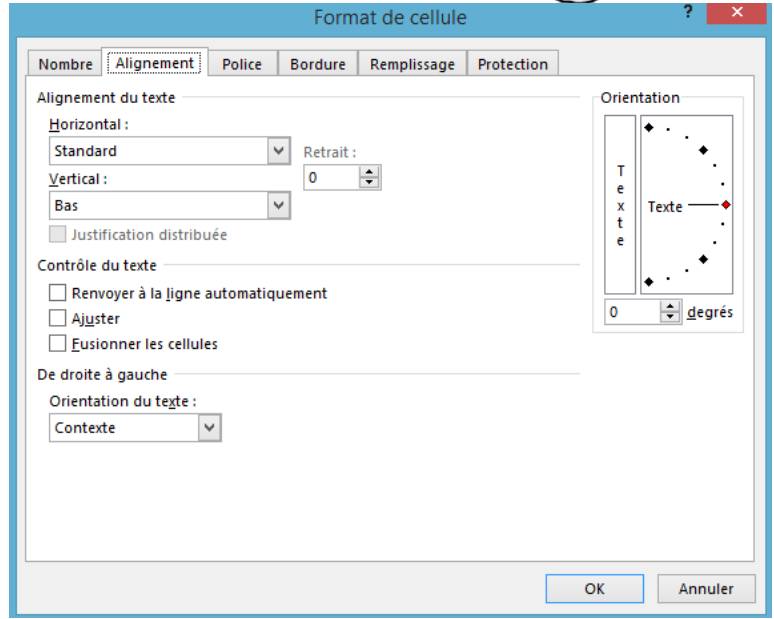 Format de cellule
?
Nombre Alignement Police Bordure Remplissage Protection
Alignement du texte
Horizontal :
Standard
Retrait :
Vertical :
0
Bas
Justification distribuée
Contrôle du texte
Renvoyer à la ligne automatiquement
Ajuster
Fusionner les cellules
De droite à gauche
Orientation du texte :
Contexte
Orientation
Texte
Texte
0 degrés
OK Annuler